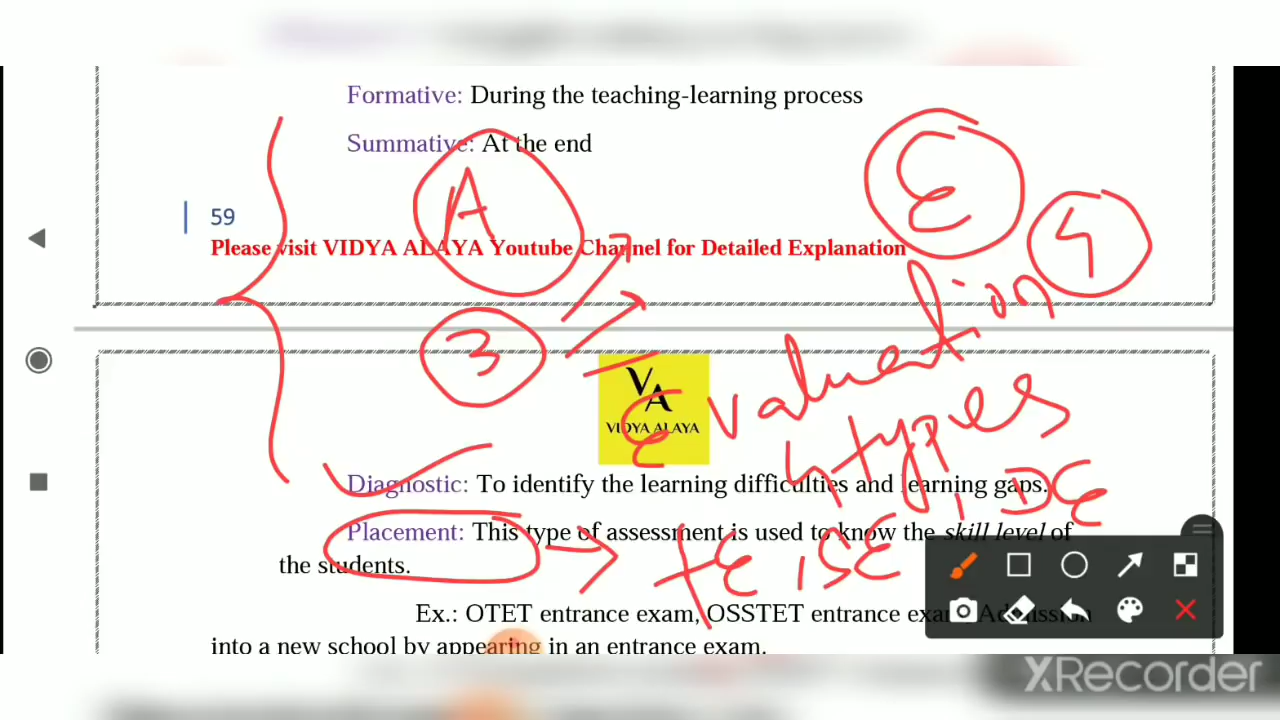 Formative: During the teaching-learning process
Summative: At the end
A
E
4
59
Please visit VIDYA ALAYA Youtube Channel for Detailed Explanation
3
VA
VIDYA ALAYA
Evaluation
4 types
Diagnostic: To identify the learning difficulties and learning gaps.
Placement: This type of assessment is used to know the skill level of
the students.
FE, SE, DE
Ex.: OTET entrance exam, OSSTET entrance exam, Admission
into a new school by appearing in an entrance exam.
XRecorder